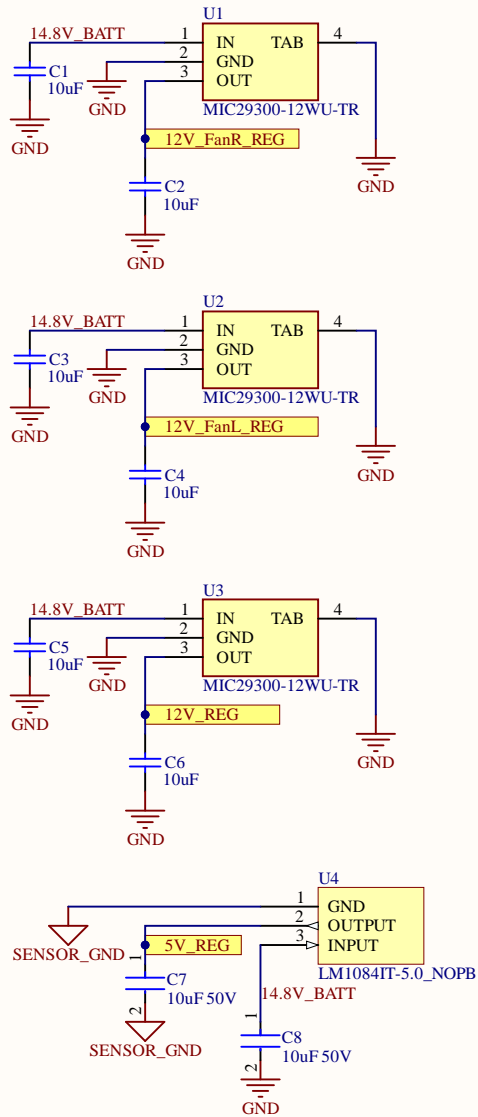 U1
14.8V_BATT 1 IN TAB 4
2 GND
C1 3 OUT
10uF
MIC29300-12WU-TR
GND
GND
12V_FanR_REG
C2
10uF
GND
GND
U2
14.8V_BATT 1 IN TAB 4
2 GND
C3 3 OUT
10uF
MIC29300-12WU-TR
GND
GND
12V_FanL_REG
C4
10uF
GND
GND
U3
14.8V_BATT 1 IN TAB 4
2 GND
C5 3 OUT
10uF
MIC29300-12WU-TR
GND
GND
12V_REG
C6
10uF
GND
GND
U4
1 GND
2 OUTPUT
3 INPUT
LM1084IT-5.0_NOPB
SENSOR_GND
5V_REG
1
C7
10uF 50V
2
SENSOR_GND
14.8V_BATT
1
C8
10uF 50V
2
GND